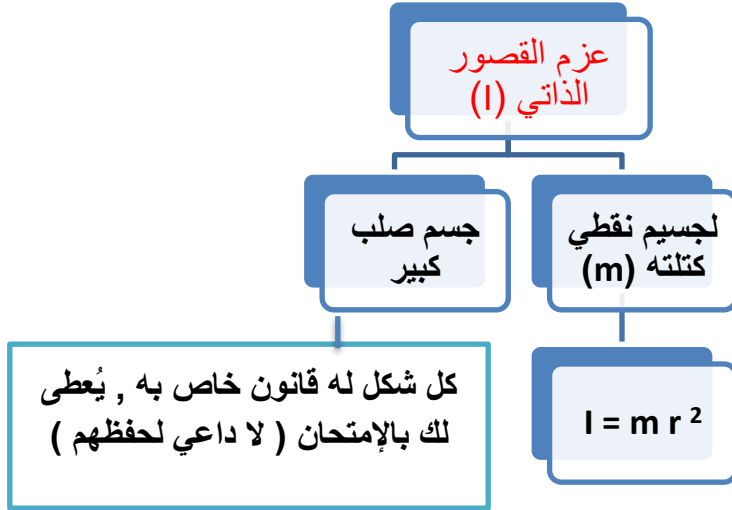 عزم القصور
الذاتي (I)
لجسيم نقطي
كتلته (m)
جسم صلب
كبير
I = m r ²
كل شكل له قانون خاص به , يُعطى
لك بالإمتحان ( لا داعي لحفظهم )